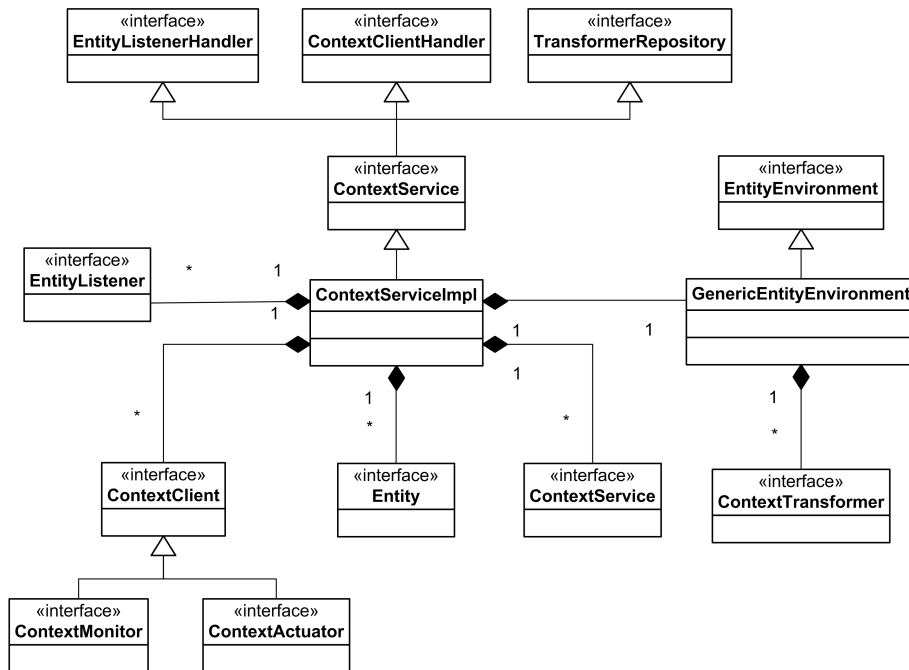 «interface»
EntityListenerHandler
«interface»
ContextClientHandler
«interface»
TransformerRepository
«interface»
ContextService
«interface»
EntityEnvironment
«interface»
EntityListener
*
1
1
ContextServiceImpl
1
1
1
GenericEntityEnvironment
*
1
*
*
1
*
«interface»
ContextClient
«interface»
Entity
«interface»
ContextService
«interface»
ContextTransformer
«interface»
ContextMonitor
«interface»
ContextActuator